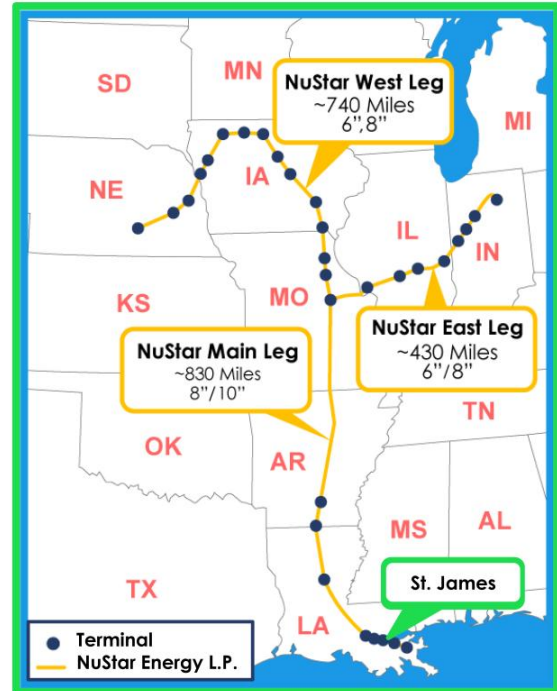 SD
MN
NuStar West Leg
~740 Miles
6”,8”
MI
NE
IA
IL
IN
KS
MO
NuStar Main Leg
~830 Miles
8”/10”
NuStar East Leg
~430 Miles
6”/8”
TN
OK
AR
MS
AL
TX
LA
St. James
Terminal
NuStar Energy L.P.